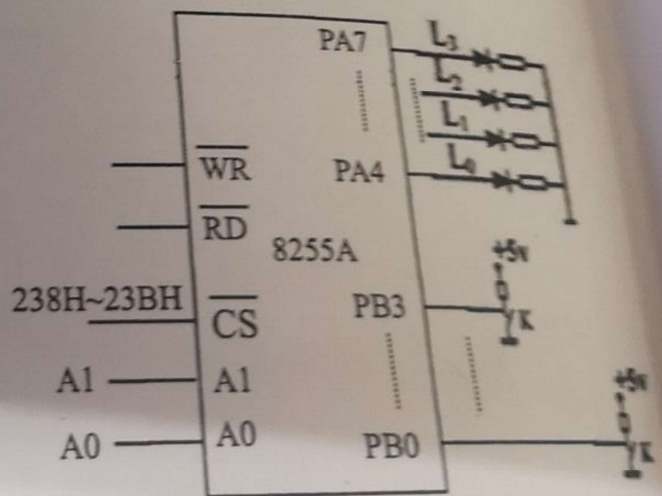 PA7
L₃
L₂
L₁
L₀
WR
PA4
RD
8255A
+5v
238H~23BH
CS
PB3
K
A1
A1
+5v
A0
A0
PB0
K